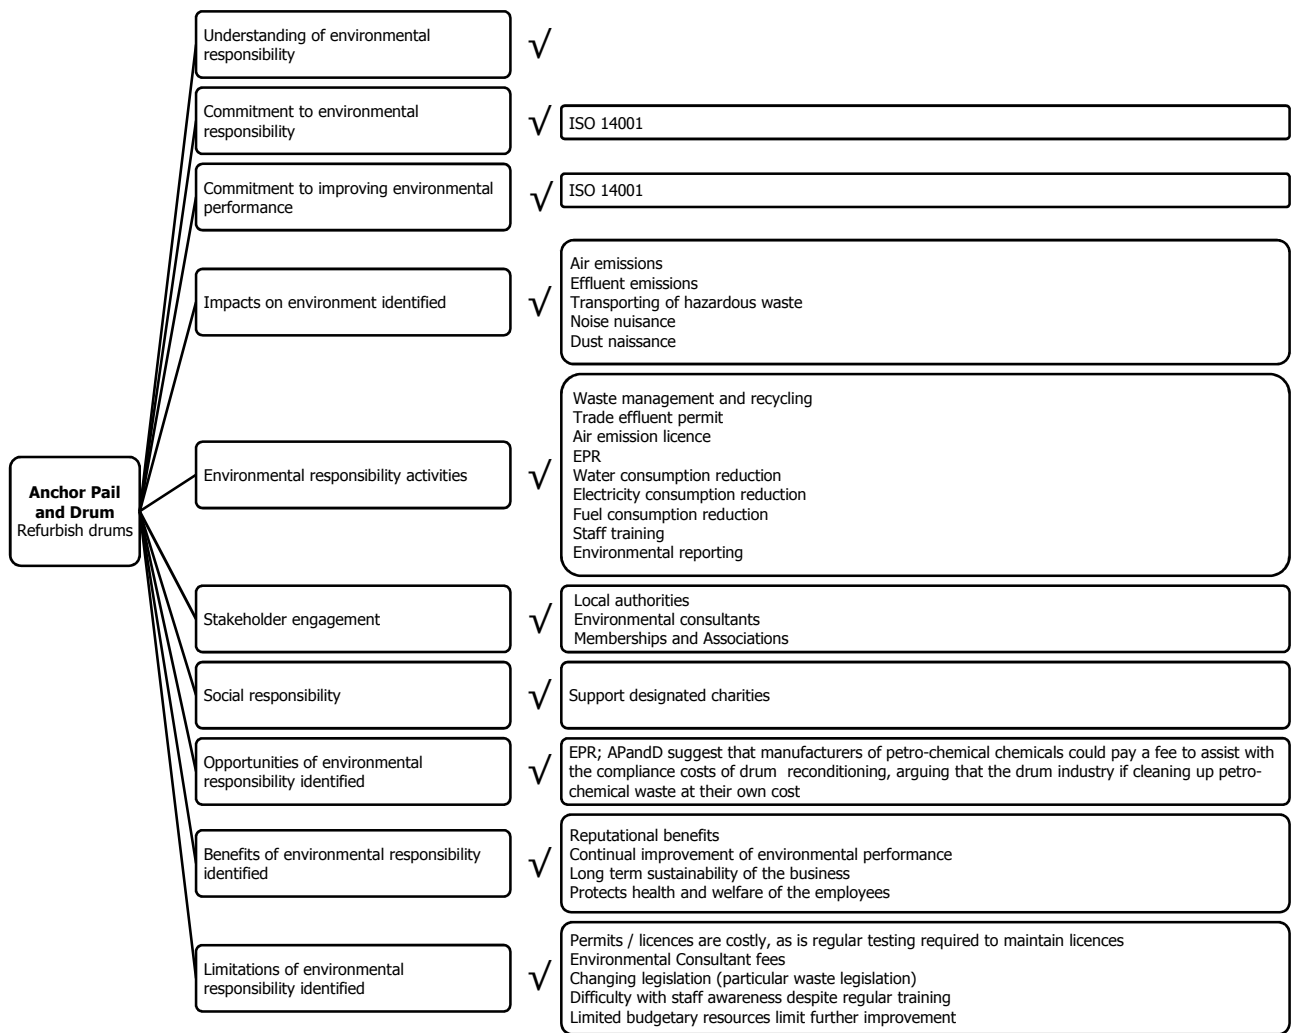 Understanding of environmental
responsibility
√
Commitment to environmental
responsibility
√
ISO 14001
Commitment to improving environmental
performance
√
ISO 14001
Impacts on environment identified
√
Air emissions
Effluent emissions
Transporting of hazardous waste
Noise nuisance
Dust naissance
Anchor Pail
and Drum
Refurbish drums
Environmental responsibility activities
√
Waste management and recycling
Trade effluent permit
Air emission licence
EPR
Water consumption reduction
Electricity consumption reduction
Fuel consumption reduction
Staff training
Environmental reporting
Stakeholder engagement
√
Local authorities
Environmental consultants
Memberships and Associations
Social responsibility
√
Support designated charities
Opportunities of environmental
responsibility identified
√
EPR; APandD suggest that manufacturers of petro-chemical chemicals could pay a fee to assist with
the compliance costs of drum reconditioning, arguing that the drum industry if cleaning up petro-
chemical waste at their own cost
Benefits of environmental responsibility
identified
√
Reputational benefits
Continual improvement of environmental performance
Long term sustainability of the business
Protects health and welfare of the employees
Limitations of environmental
responsibility identified
√
Permits / licences are costly, as is regular testing required to maintain licences
Environmental Consultant fees
Changing legislation (particular waste legislation)
Difficulty with staff awareness despite regular training
Limited budgetary resources limit further improvement